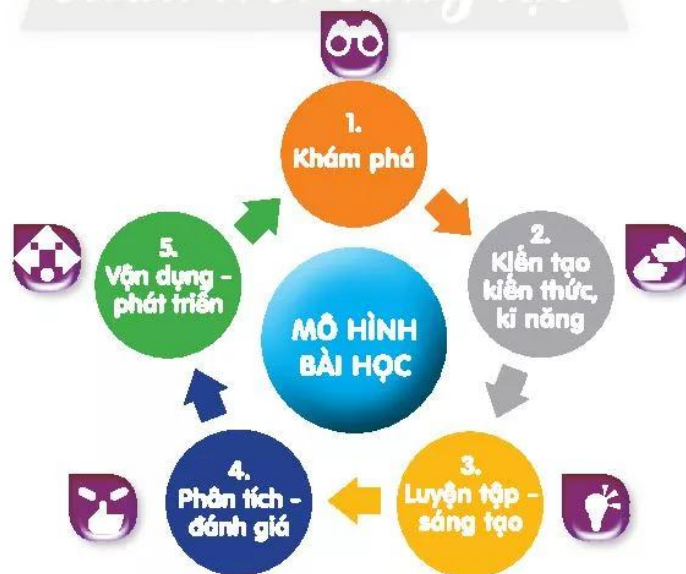 1.
Khám phá
2.
Kiến tạo
kiến thức,
kĩ năng
3.
Luyện tập -
sáng tạo
4.
Phân tích -
đánh giá
5.
Vận dụng -
phát triển
MÔ HÌNH
BÀI HỌC